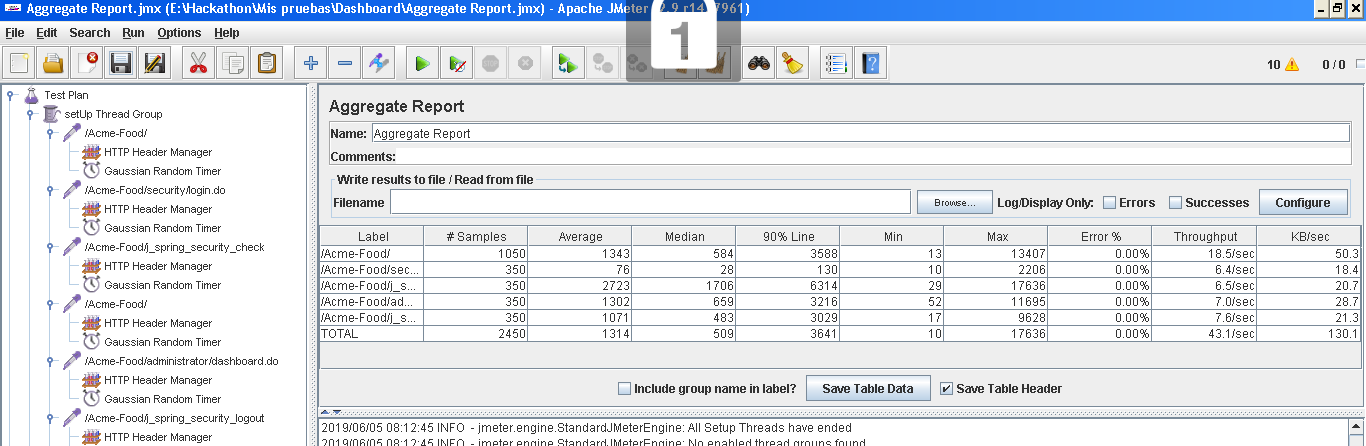 Aggregate Report.jmx (E:\Hackathon\Mis pruebas\Dashboard\Aggregate Report.jmx) - Apache JMeter 2.9 r14 7961)
1
File Edit Search Run Options Help
10 0 / 0
Test Plan
setUp Thread Group
/Acme-Food/
HTTP Header Manager
Gaussian Random Timer
/Acme-Food/security/login.do
HTTP Header Manager
Gaussian Random Timer
/Acme-Food/j_spring_security_check
HTTP Header Manager
Gaussian Random Timer
/Acme-Food/
HTTP Header Manager
Gaussian Random Timer
/Acme-Food/administrator/dashboard.do
HTTP Header Manager
Gaussian Random Timer
/Acme-Food/j_spring_security_logout
HTTP Header Manager
Aggregate Report
Name: Aggregate Report
Comments:
Write results to file / Read from file
Filename Browse... Log/Display Only: Errors Successes Configure
Label # Samples Average Median 90% Line Min Max Error % Throughput KB/sec
/Acme-Food/ 1050 1343 584 3588 13 13407 0.00% 18.5/sec 50.3
/Acme-Food/sec... 350 76 28 130 10 2206 0.00% 6.4/sec 18.4
/Acme-Food/j_s... 350 2723 1706 6314 29 17636 0.00% 6.5/sec 20.7
/Acme-Food/ad... 350 1302 659 3216 52 11695 0.00% 7.0/sec 28.7
/Acme-Food/j_s... 350 1071 483 3029 17 9628 0.00% 7.6/sec 21.3
TOTAL 2450 1314 509 3641 10 17636 0.00% 43.1/sec 130.1
Include group name in label? Save Table Data Save Table Header
2019/06/05 08:12:45 INFO - jmeter.engine.StandardJMeterEngine: All Setup Threads have ended
2019/06/05 08:12:45 INFO - jmeter.engine.StandardJMeterEngine: No enabled thread groups found